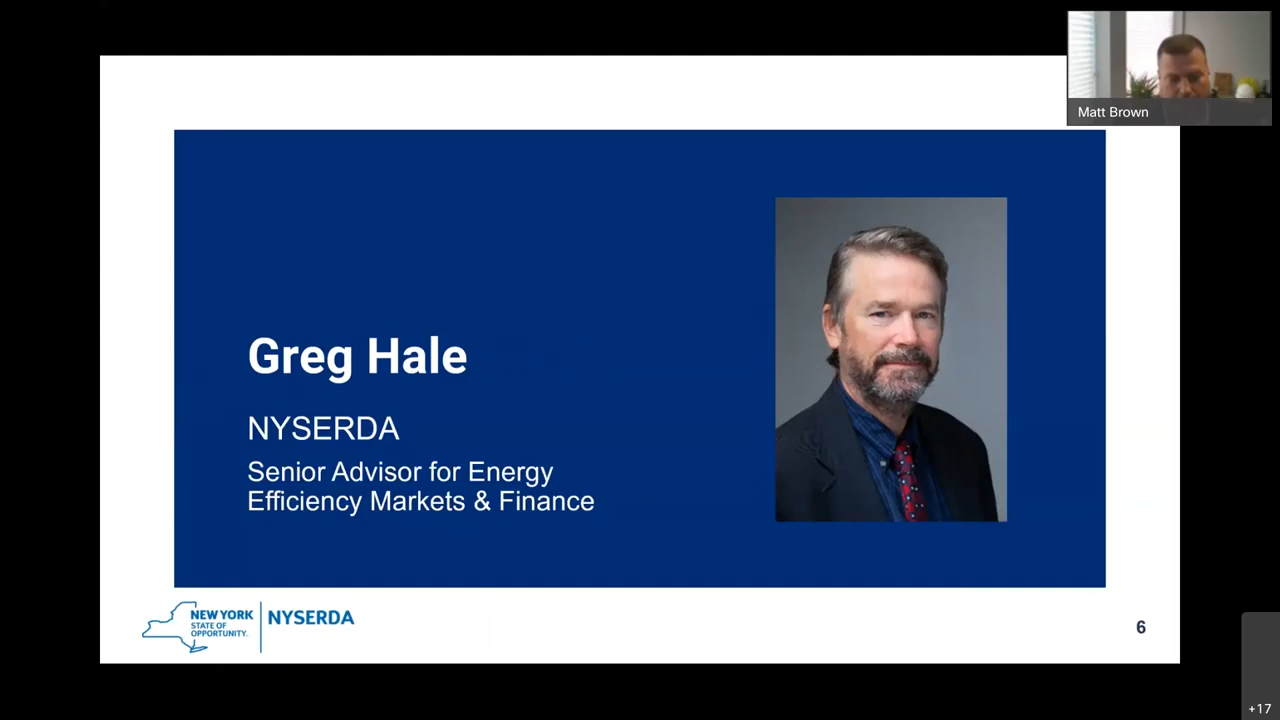 Matt Brown
Greg Hale
NYSERDA
Senior Advisor for Energy
Efficiency Markets & Finance
NEW YORK
STATE OF
OPPORTUNITY.
NYSERDA
6
+17